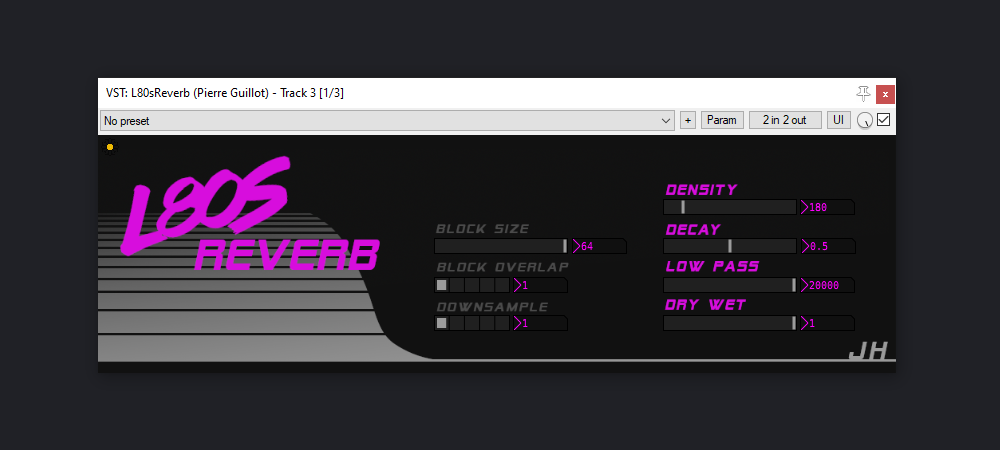 VST: L80sReverb (Pierre Guillot) - Track 3 [1/3]
x
No preset
+ Param 2 in 2 out UI
L80S
REVERB
BLOCK SIZE
64
BLOCK OVERLAP
1
DOWNSAMPLE
1
DENSITY
180
DECAY
0.5
LOW PASS
20000
DRY WET
1
JH